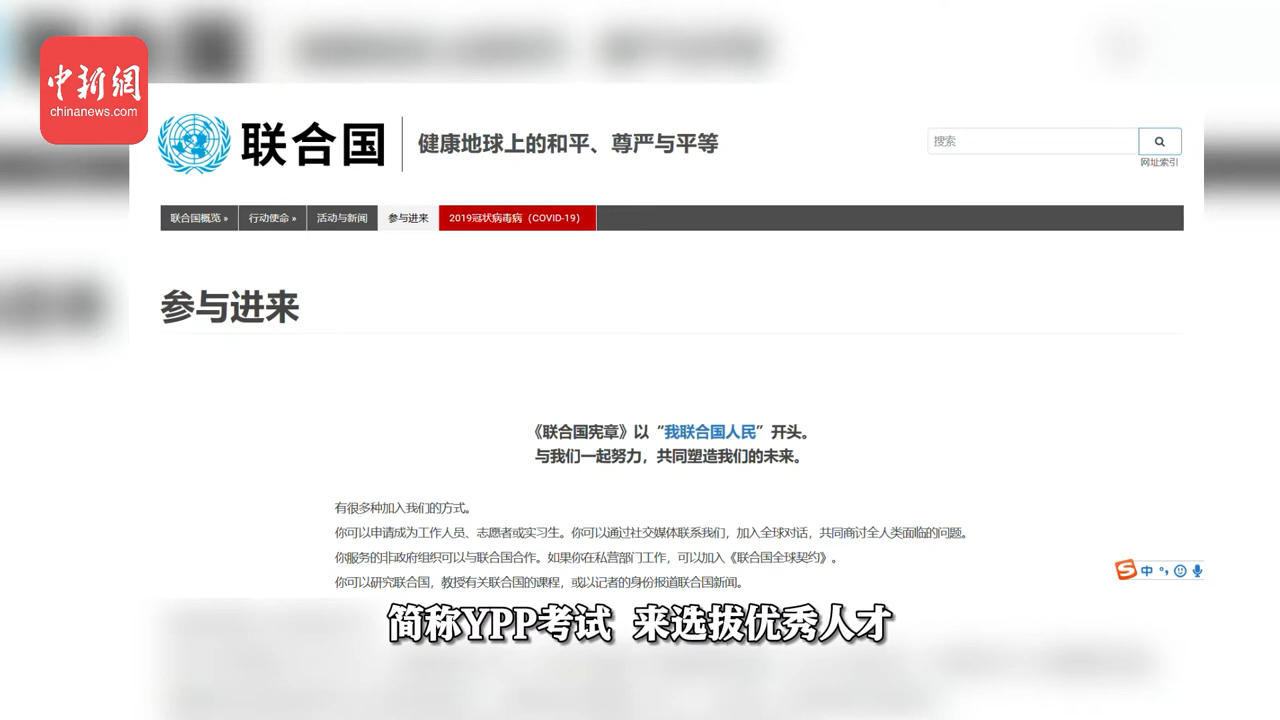 中新網
chinanews.com
联合国
健康地球上的和平、尊严与平等
搜索
网址索引
联合国概览 »
行动使命 »
活动与新闻
参与进来
2019冠状病毒病（COVID-19）
参与进来
《联合国宪章》以“我联合国人民”开头。
与我们一起努力，共同塑造我们的未来。
有很多种加入我们的方式。
你可以申请成为工作人员、志愿者或实习生。你可以通过社交媒体联系我们，加入全球对话，共同商讨全人类面临的问题。
你服务的非政府组织可以与联合国合作。如果你在私营部门工作，可以加入《联合国全球契约》。
你可以研究联合国，教授有关联合国的课程，或以记者的身份报道联合国新闻。
S中°，
简称YPP考试 来选拔优秀人才